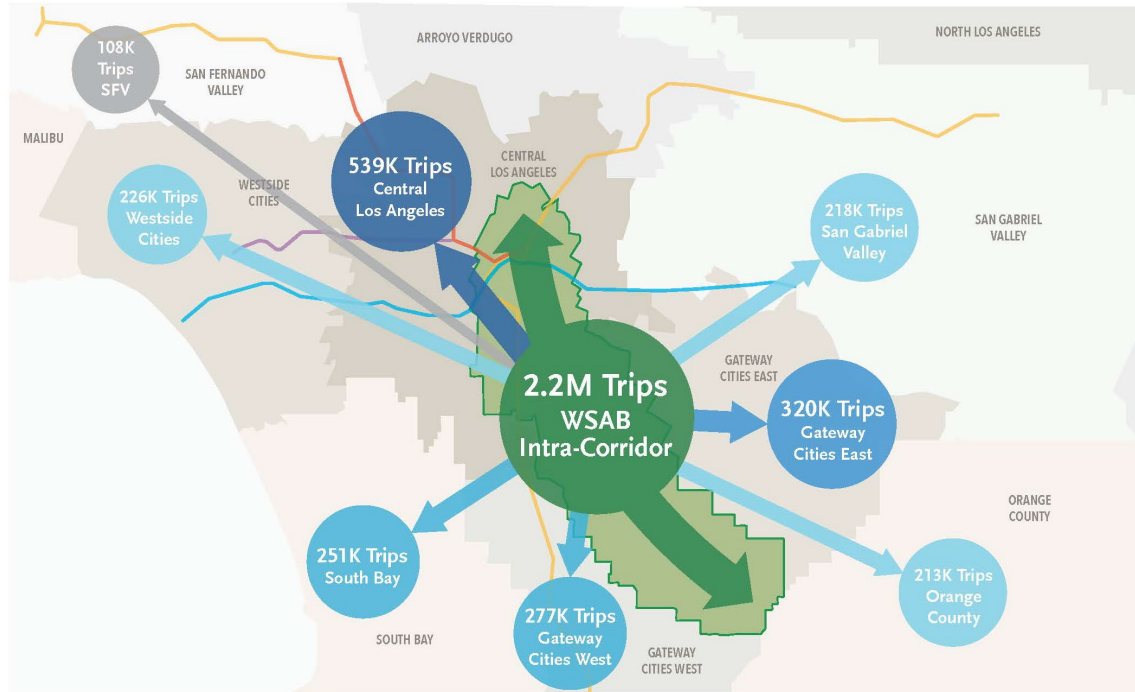 ARROYO VERDUGO
NORTH LOS ANGELES
108K
Trips
SFV
SAN FERNANDO
VALLEY
MALIBU
539K Trips
Central
Los Angeles
CENTRAL
LOS ANGELES
WESTSIDE
CITIES
226K Trips
Westside
Cities
218K Trips
San Gabriel
Valley
SAN GABRIEL
VALLEY
2.2M Trips
WSAB
Intra-Corridor
GATEWAY
CITIES EAST
320K Trips
Gateway
Cities East
ORANGE
COUNTY
251K Trips
South Bay
213K Trips
Orange
County
277K Trips
Gateway
Cities West
SOUTH BAY
GATEWAY
CITIES WEST